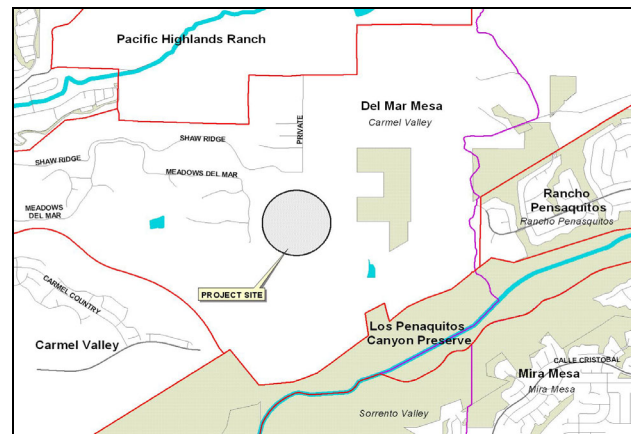 Pacific Highlands Ranch
Del Mar Mesa
Carmel Valley
PRIVATE
SHAW RIDGE
SHAW RIDGE
MEADOWS DEL MAR
Rancho
Pensaquitos
Rancho Penasquitos
MEADOWS
DEL MAR
PROJECT SITE
CARMEL COUNTRY
Carmel Valley
Los Penaquitos
Canyon Preserve
CALLE CRISTOBAL
Mira Mesa
Mira Mesa
Sorrento Valley